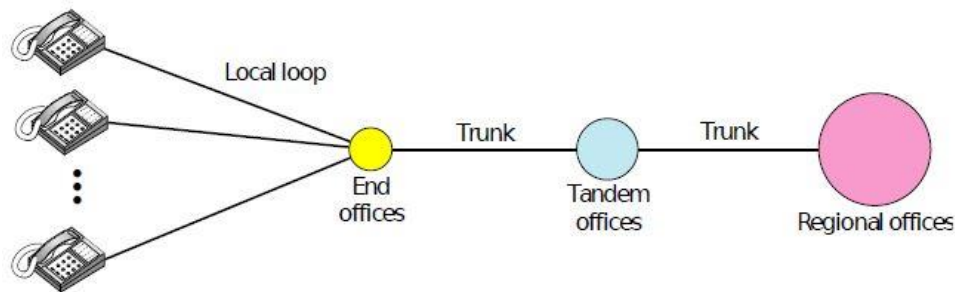 Local loop
Trunk
Trunk
End
offices
Tandem
offices
Regional offices